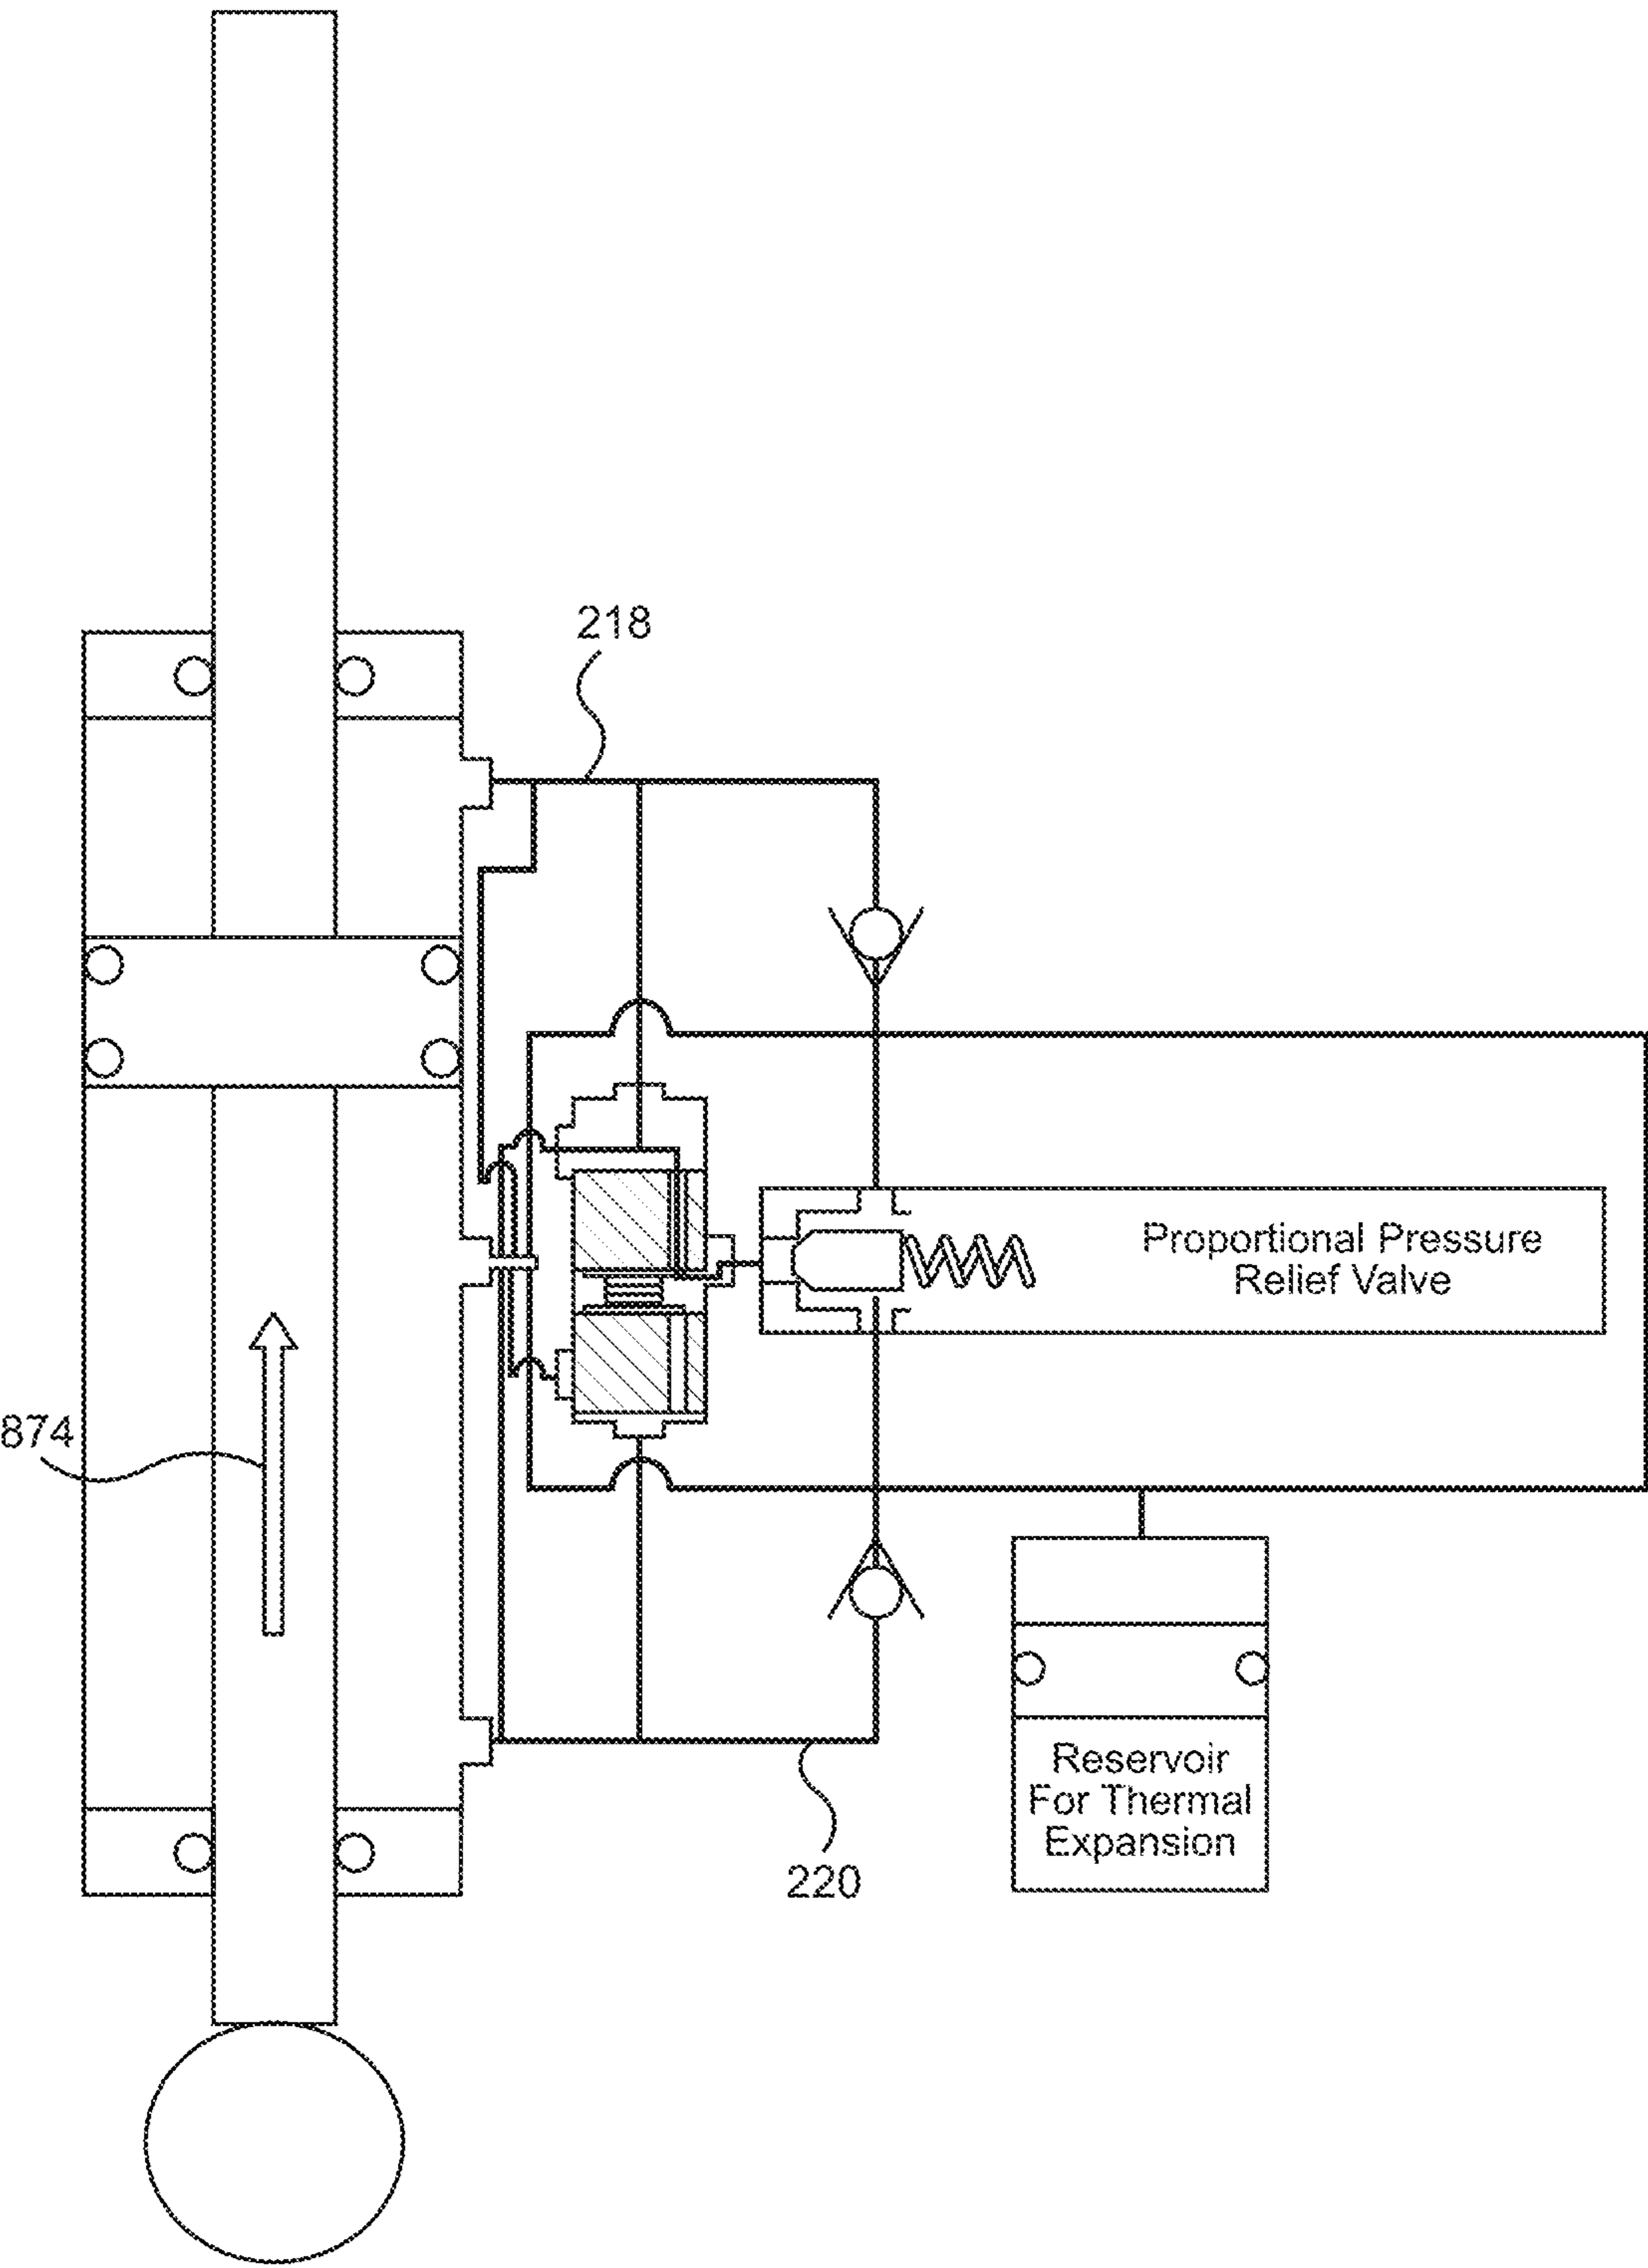 218
Proportional Pressure
Relief Valve
874
Reservoir
For Thermal
Expansion
220